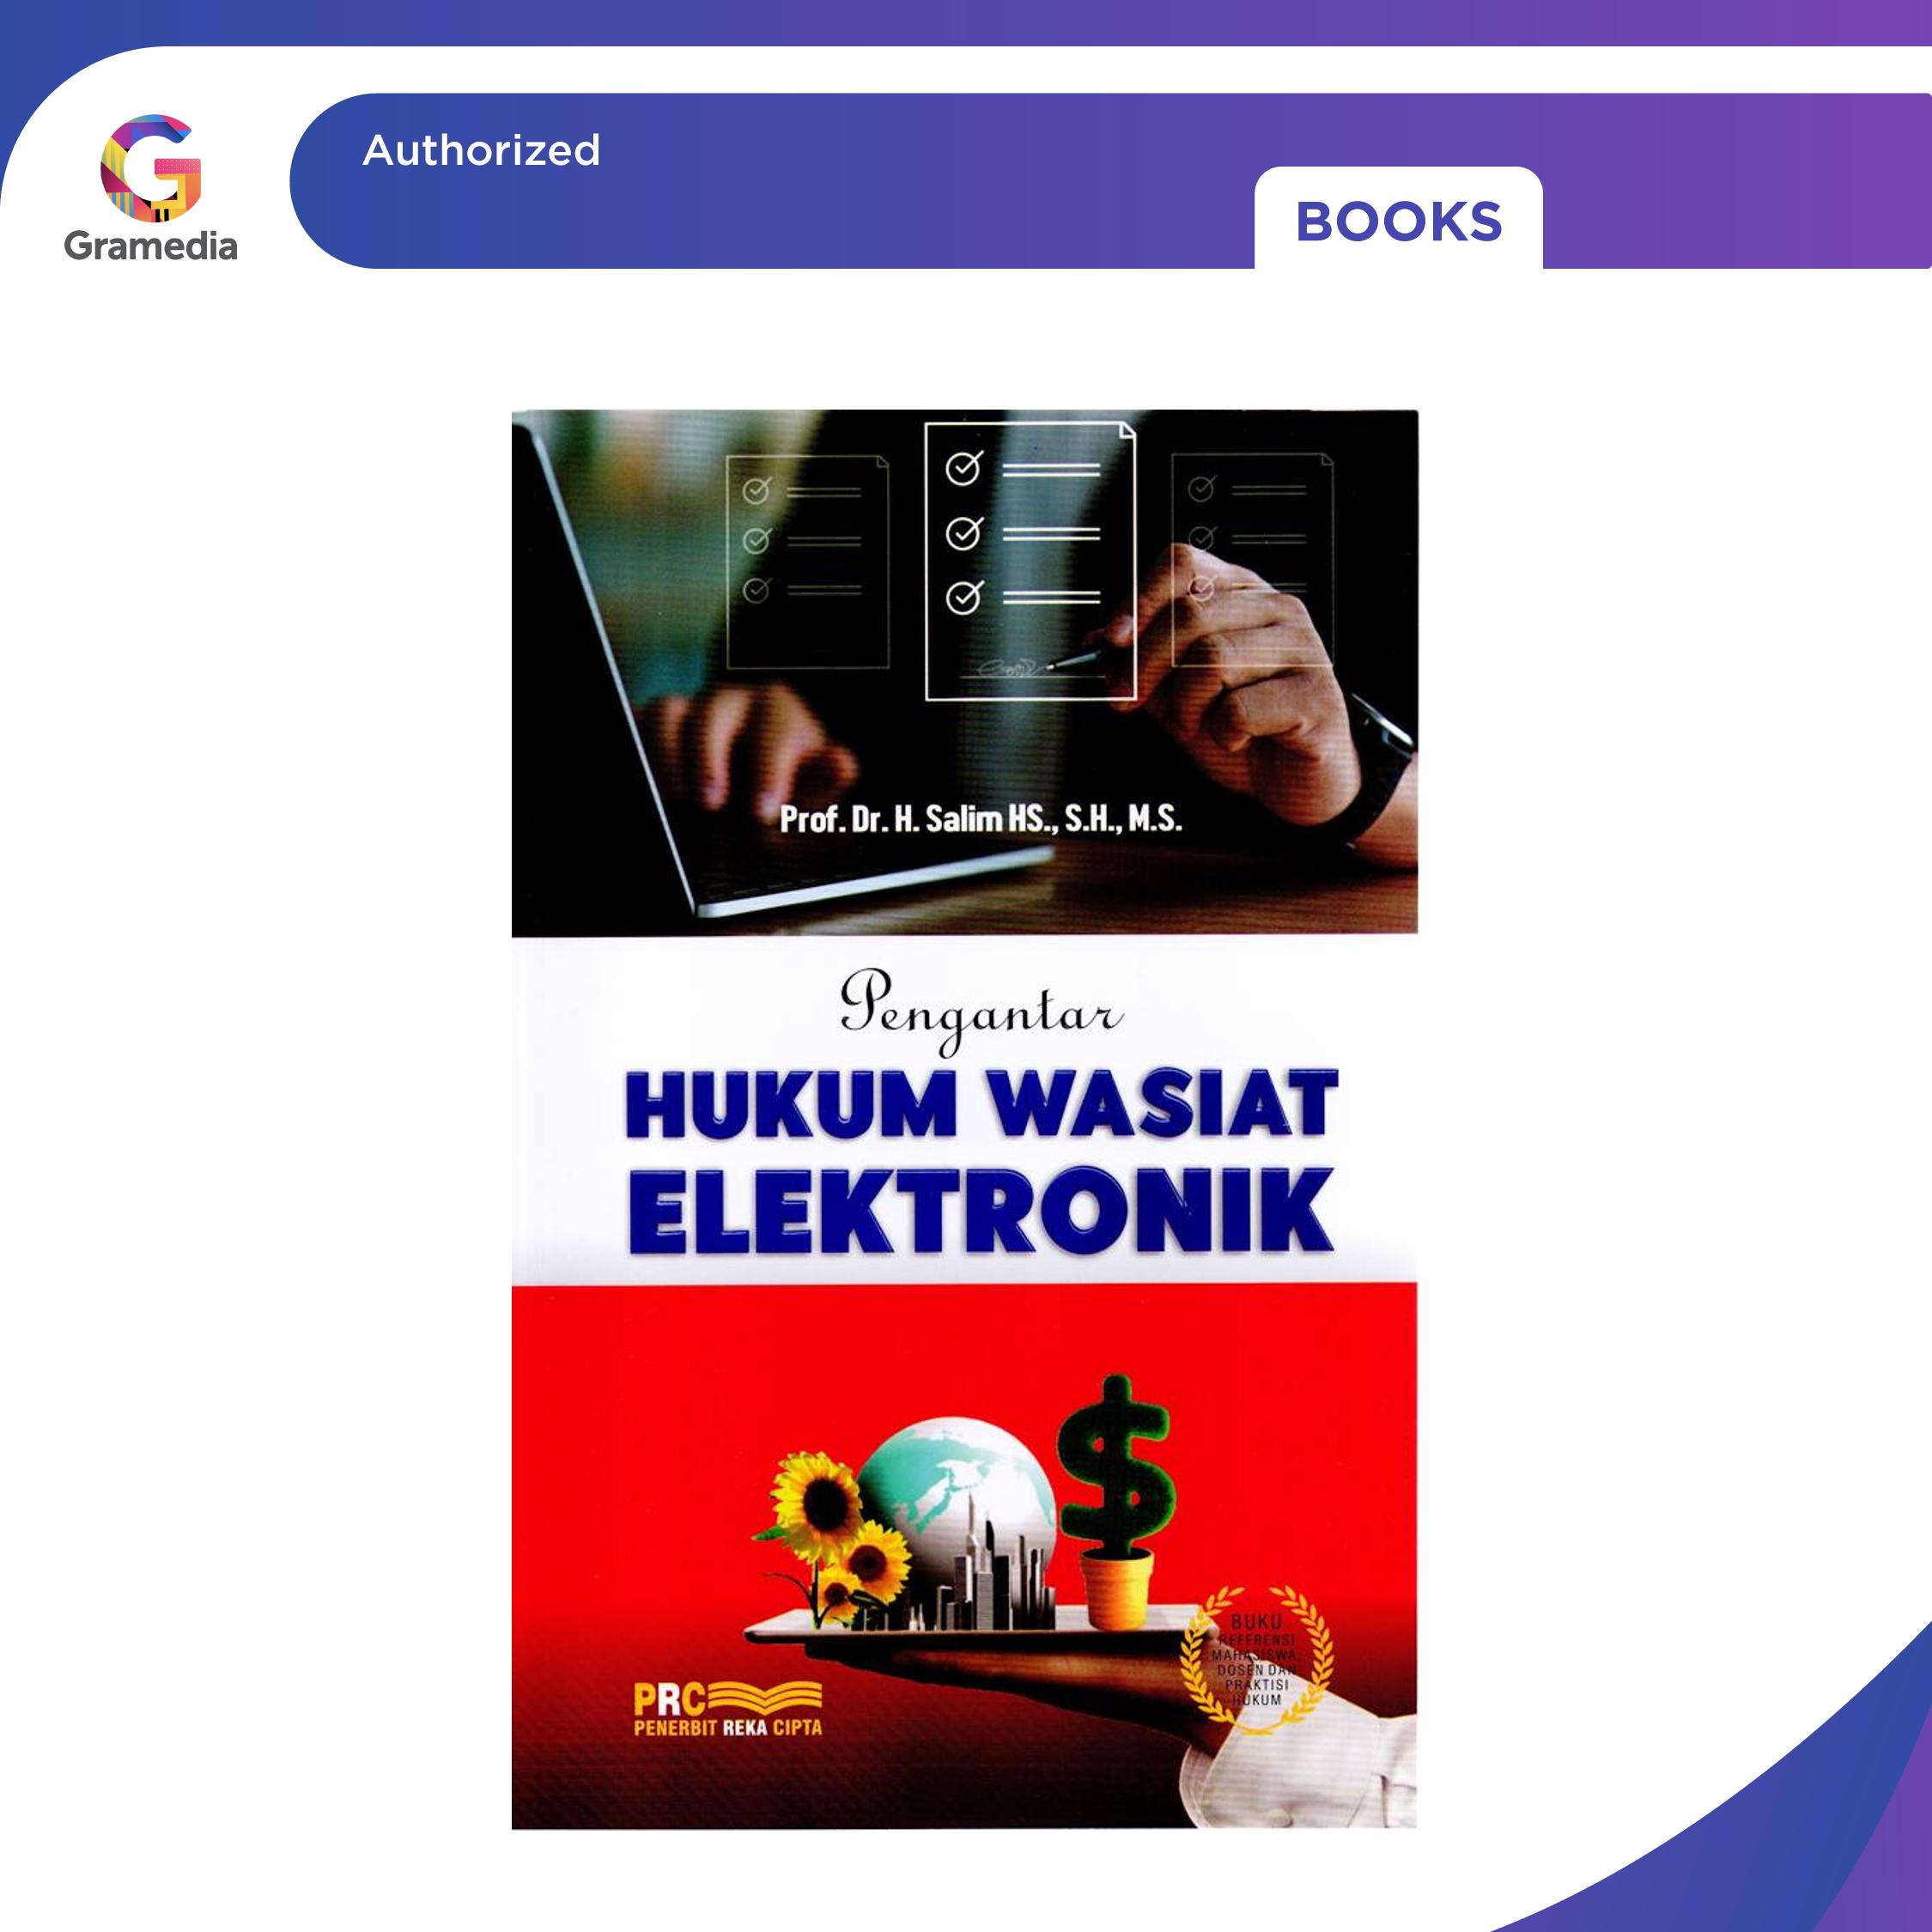 Gramedia
Authorized
BOOKS
Prof. Dr. H. Salim HS., S.H., M.S.
Pengantar
HUKUM WASIAT
ELEKTRONIK
BUKU
REFERENSI
MAHASISWA
DOSEN DAN
PRAKTISI
HUKUM
PRC
PENERBIT REKA CIPTA